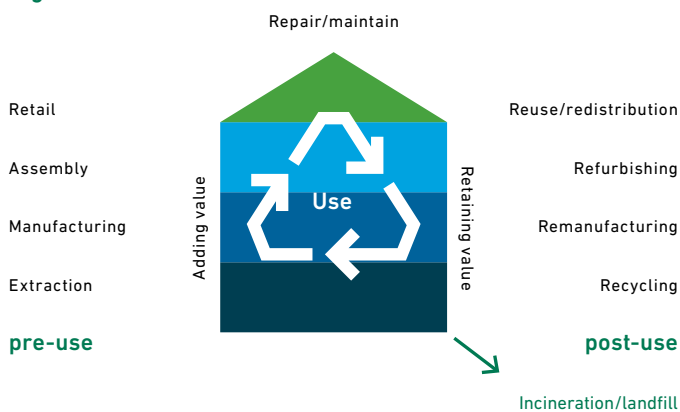 Repair/maintain
Retail
Reuse/redistribution
Assembly
Refurbishing
Adding value
Use
Retaining value
Manufacturing
Remanufacturing
Extraction
Recycling
pre-use
post-use
Incineration/landfill